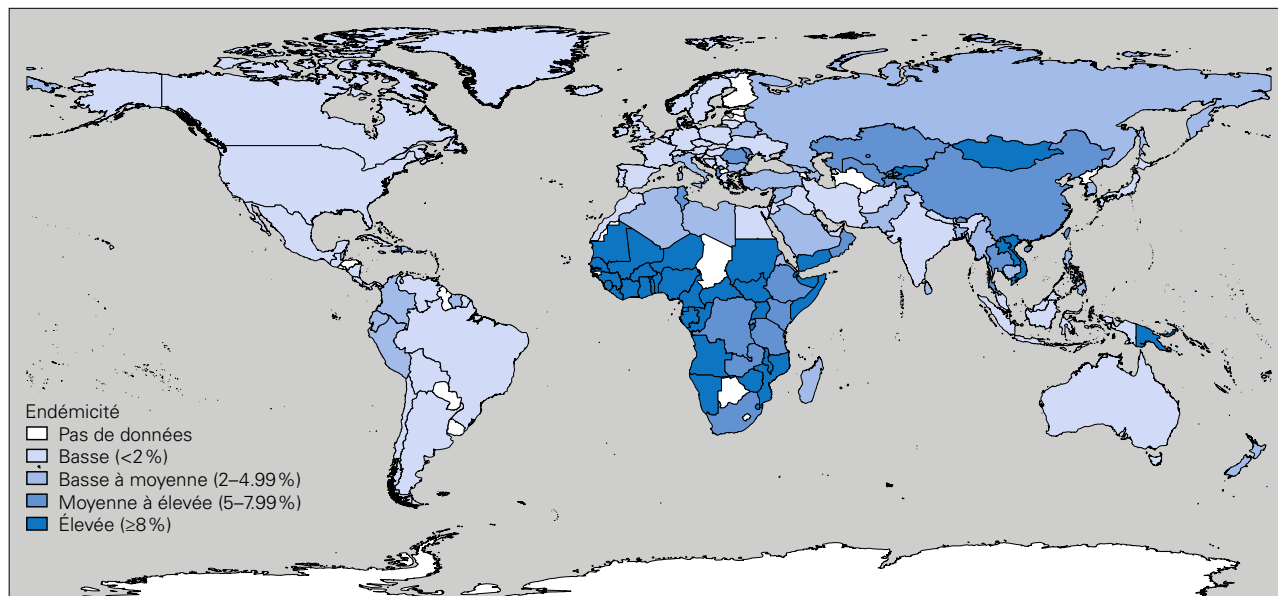 Endémicité
Pas de données
Basse (<2 %)
Basse à moyenne (2–4.99 %)
Moyenne à élevée (5–7.99 %)
Élevée (≥8 %)